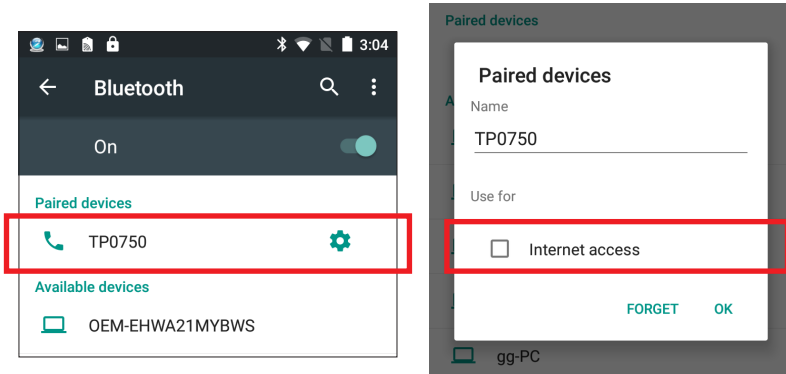 3:04
Bluetooth
On
Paired devices
TP0750
Available devices
OEM-EHWA21MYBWS
Paired devices
A
Paired devices
Name
TP0750
Use for
Internet access
FORGET OK
gg-PC